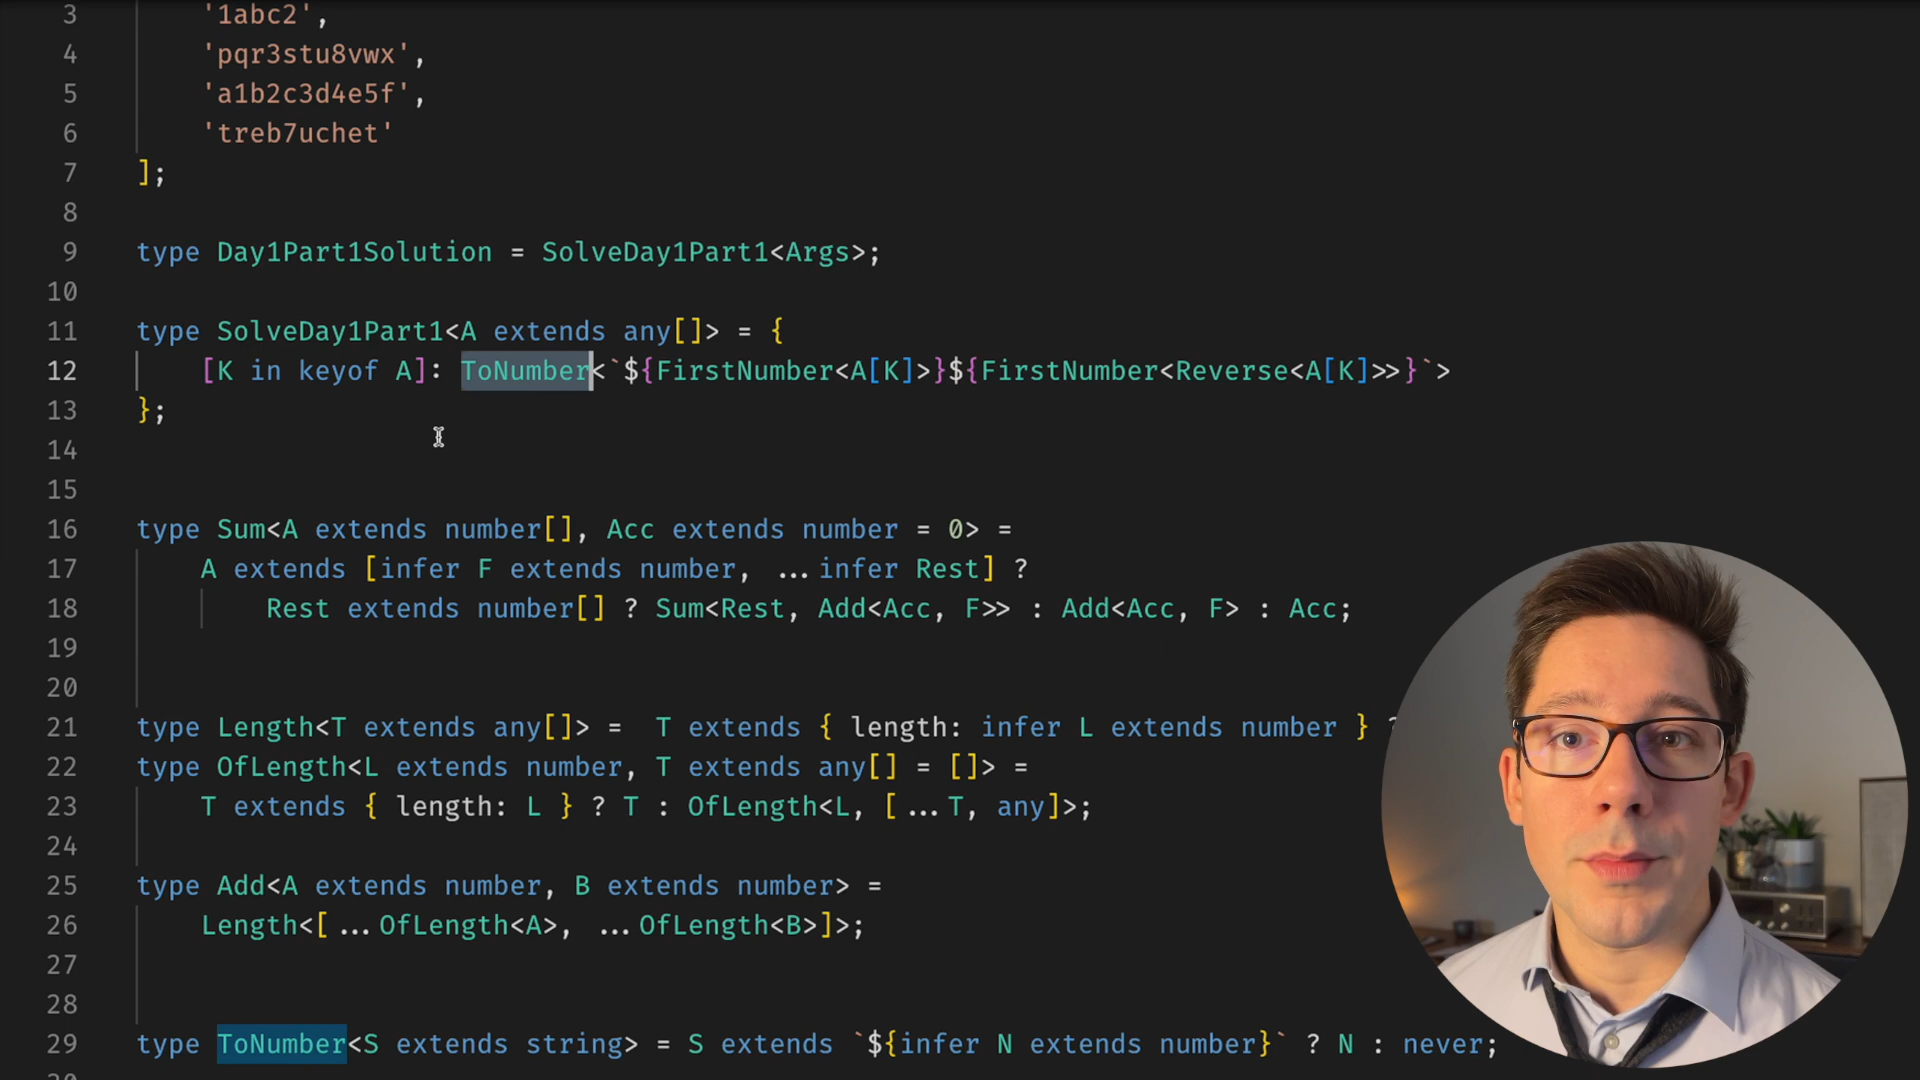 3 '1abc2',
4 'pqr3stu8vwx',
5 'a1b2c3d4e5f',
6 'treb7uchet'
7 ];
8
9 type Day1Part1Solution = SolveDay1Part1<Args>;
10
11 type SolveDay1Part1<A extends any[]> = {
12 [K in keyof A]: ToNumber<`${FirstNumber<A[K]>}${FirstNumber<Reverse<A[K]>>}`>
13 };
14
15
16 type Sum<A extends number[], Acc extends number = 0> =
17 A extends [infer F extends number, ...infer Rest] ?
18 Rest extends number[] ? Sum<Rest, Add<Acc, F>> : Add<Acc, F> : Acc;
19
20
21 type Length<T extends any[]> =  T extends { length: infer L extends number } ?
22 type OfLength<L extends number, T extends any[] = []> =
23 T extends { length: L } ? T : OfLength<L, [...T, any]>;
24
25 type Add<A extends number, B extends number> =
26 Length<[...OfLength<A>, ...OfLength<B>]>;
27
28
29 type ToNumber<S extends string> = S extends `${infer N extends number}` ? N : never;